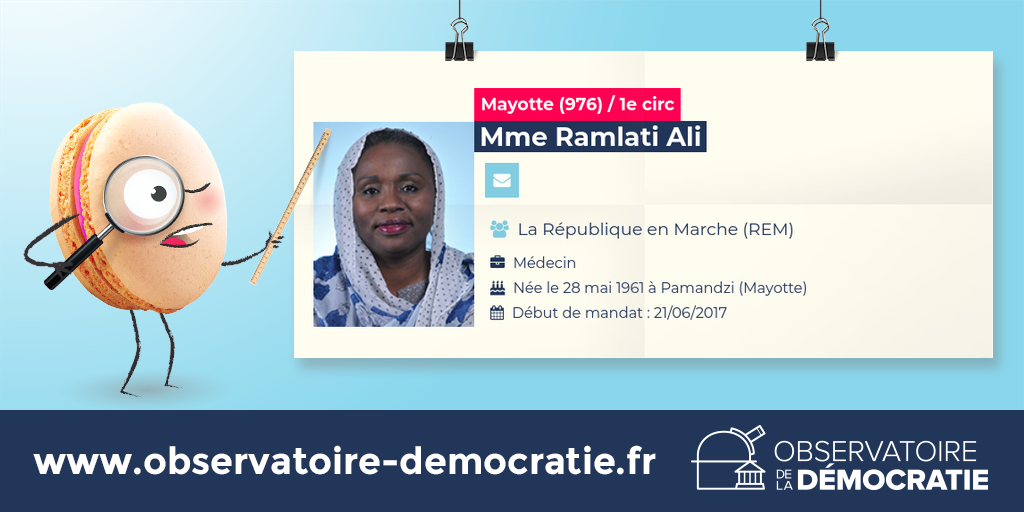 Mayotte (976) / 1e circ
Mme Ramlati Ali
La République en Marche (REM)
Médecin
Née le 28 mai 1961 à Pamandzi (Mayotte)
Début de mandat : 21/06/2017
www.observatoire-democratie.fr
OBSERVATOIRE
DE LA DÉMOCRATIE